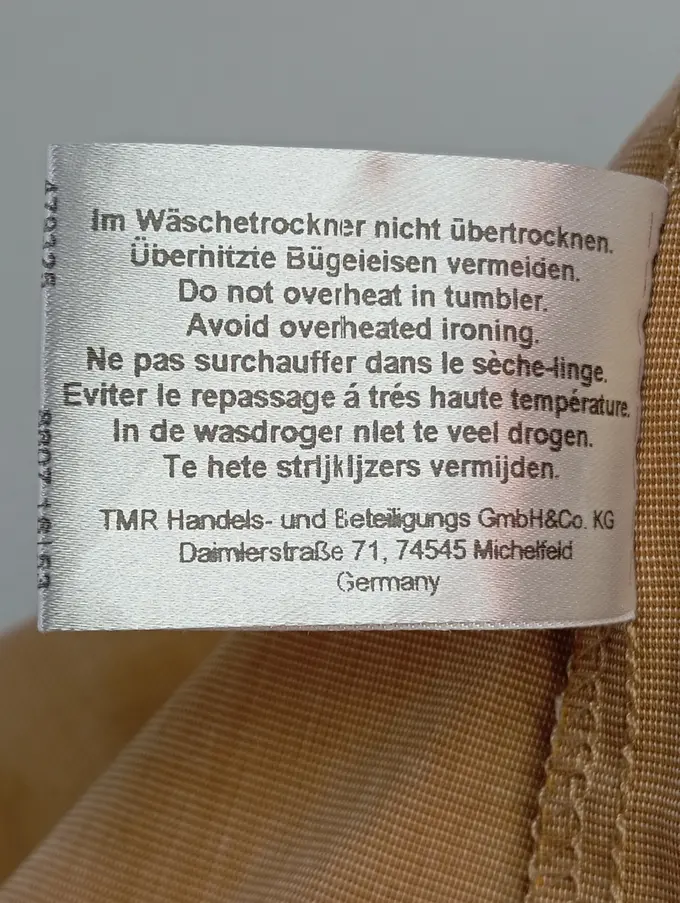 Im Wäschetrockner nicht übertrocknen.
Überhitzte Bügeleisen vermeiden.
Do not overheat in tumbler.
Avoid overheated ironing.
Ne pas surchauffer dans le sèche-linge.
Eviter le repassage á trés haute température.
In de wasdroger niet te veel drogen.
Te hete strijkijzers vermijden.
TMR Handels- und Beteiligungs GmbH&Co. KG
Daimlerstraße 71, 74545 Michelfeld
Germany